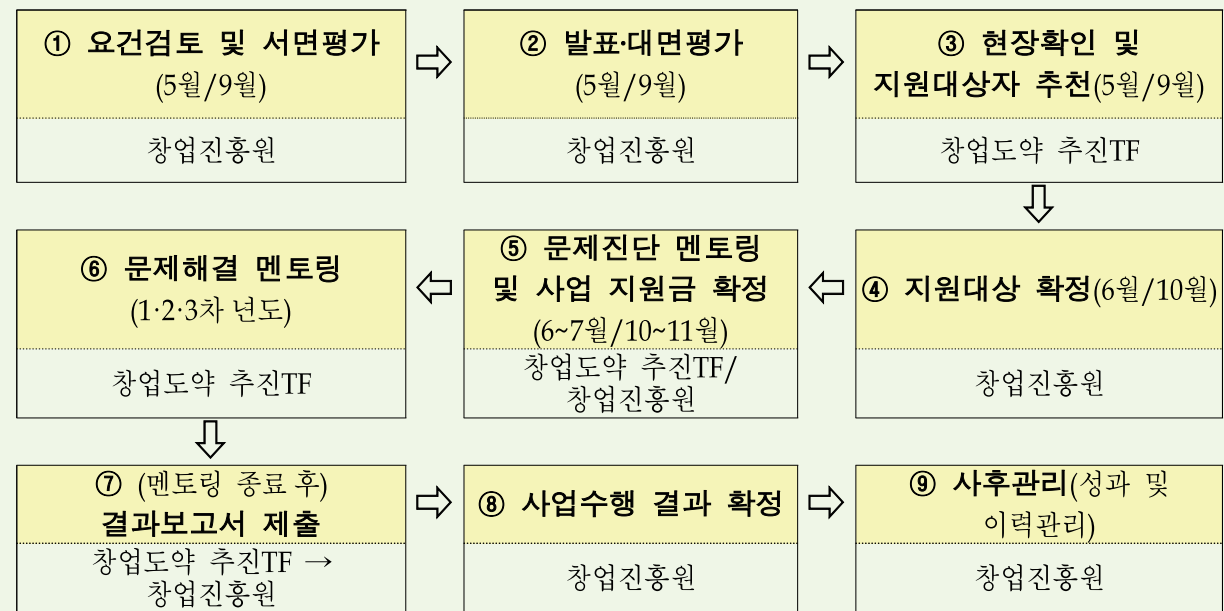 ① 요건검토 및 서면평가
(5월/9월)
창업진흥원
⇨
② 발표·대면평가
(5월/9월)
창업진흥원
⇨
③ 현장확인 및
지원대상자 추천(5월/9월)
창업도약 추진TF
⇩
④ 지원대상 확정(6월/10월)
창업진흥원
⇦
⑤ 문제진단 멘토링
및 사업 지원금 확정
(6~7월/10~11월)
창업도약 추진TF/
창업진흥원
⇦
⑥ 문제해결 멘토링
(1·2·3차 년도)
창업도약 추진TF
⇩
⑦ (멘토링 종료 후)
결과보고서 제출
창업도약 추진TF →
창업진흥원
⇨
⑧ 사업수행 결과 확정
창업진흥원
⇨
⑨ 사후관리(성과 및
이력관리)
창업진흥원